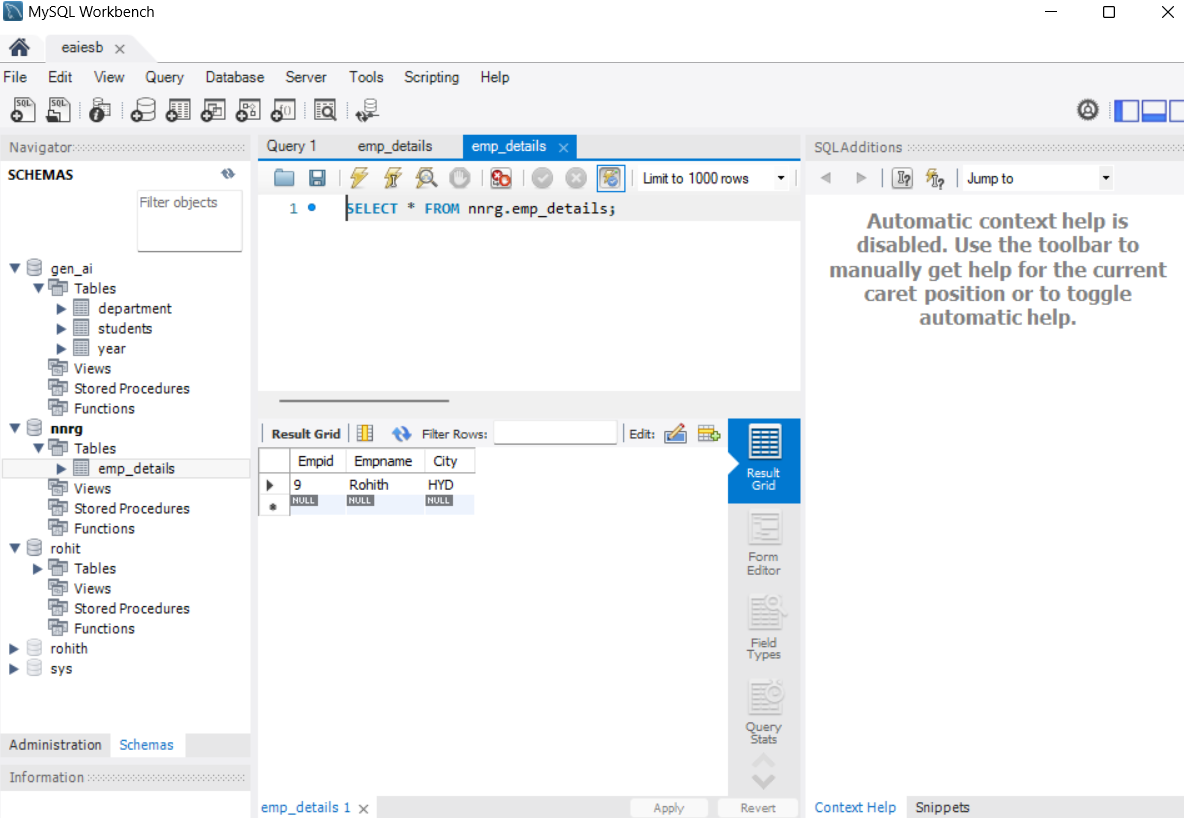 MySQL Workbench
eaiesb
File Edit View Query Database Server Tools Scripting Help
Navigator
SCHEMAS
Filter objects
gen_ai
Tables
department
students
year
Views
Stored Procedures
Functions
nnrg
Tables
emp_details
Views
Stored Procedures
Functions
rohit
Tables
Views
Stored Procedures
Functions
rohith
sys
Administration Schemas
Information
Query 1 emp_details emp_details
Limit to 1000 rows
1 SELECT * FROM nnrg.emp_details;
Result Grid Filter Rows: Edit:
Empid Empname City
9 Rohith HYD
NULL NULL NULL
Result
Grid
Form
Editor
Field
Types
Query
Stats
emp_details 1 Apply Revert
SQLAdditions
Jump to
Automatic context help is
disabled. Use the toolbar to
manually get help for the current
caret position or to toggle
automatic help.
Context Help Snippets